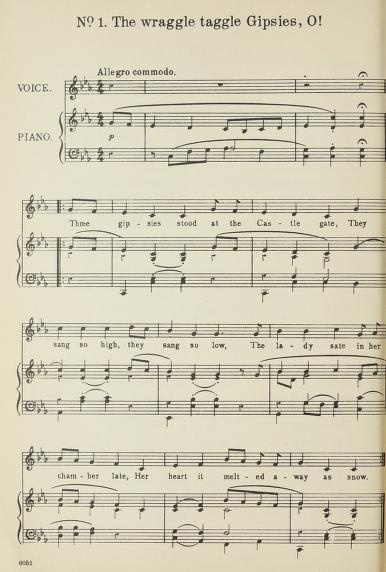 Nọ 1. The wraggle taggle Gipsies, O!
Allegro commodo.
VOICE.
PIANO.
p
Three gip - sies stood at the Cas - tle gate, They
sang so high, they sang so low, The la - dy sate in her
cham - ber late, Her heart it melt - ed a - way as snow.
6051